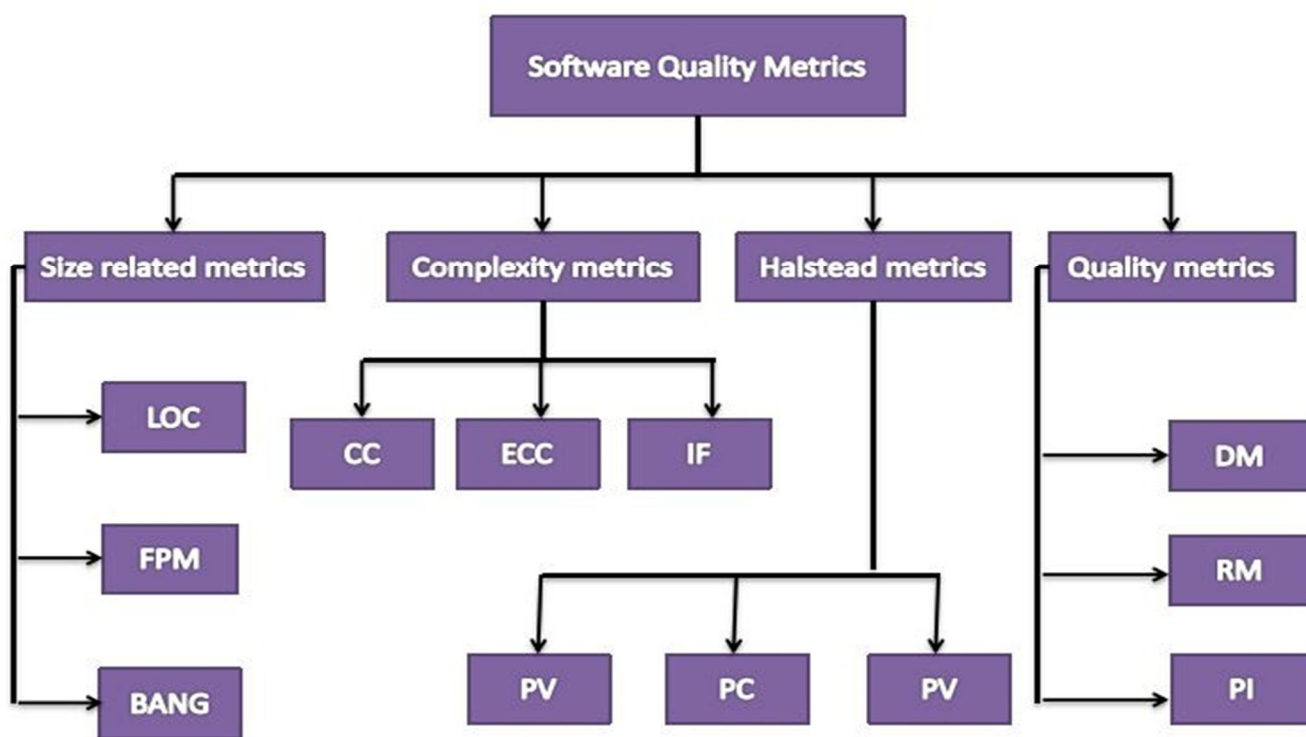 Software Quality Metrics
Size related metrics
Complexity metrics
Halstead metrics
Quality metrics
LOC
FPM
BANG
CC
ECC
IF
PV
PC
PV
DM
RM
PI